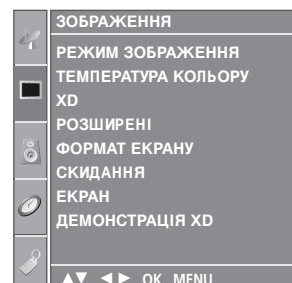 ЗОБРАЖЕННЯ
РЕЖИМ ЗОБРАЖЕННЯ
ТЕМПЕРАТУРА КОЛЬОРУ
XD
РОЗШИРЕНІ
ФОРМАТ ЕКРАНУ
СКИДАННЯ
ЕКРАН
ДЕМОНСТРАЦІЯ XD
▲▼ ◄► OK MENU